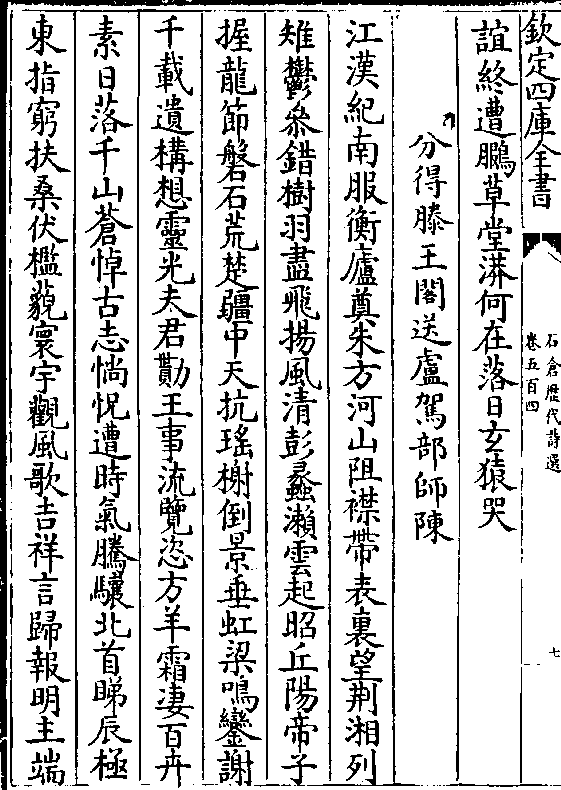 欽定四庫全書
石倉歷代詩選
卷五百四
七
誼終遭鵩草堂漭何在落日玄猿哭
分得滕王閣送盧駕部師陳
江漢紀南服衡廬奠朱方河山阻襟帶表裏望荆湘列
雉鬱叅錯樹羽盡飛揚風清彭蠡瀨雲起昭丘陽帝子
握龍節磐石荒楚疆中天抗瑤榭倒景垂虹梁鳴鑾謝
千載遺構想靈光夫君勤王事流覽恣方羊霜凄百卉
素日落千山蒼悼古志惝怳遭時氣騰驤北首睇辰極
東指窮扶桑伏檻藐寰宇觀風歌吉祥言歸報明主端